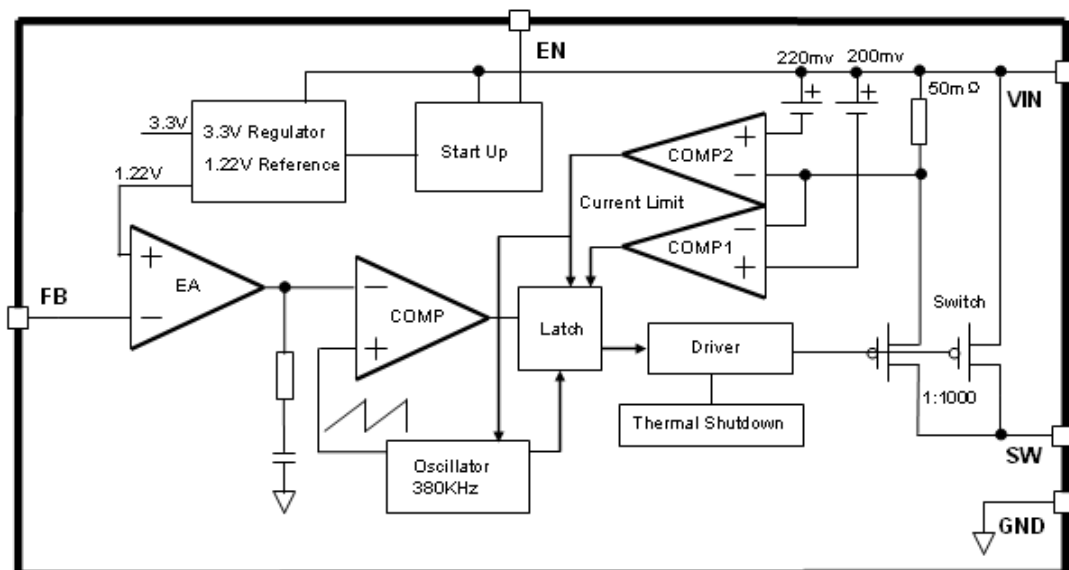 EN
220mv 200mv
50mΩ
VIN
3.3V
3.3V Regulator
1.22V Reference
Start Up
+
+
+
COMP2
−
1.22V
Current Limit
−
COMP1
+
+
EA
−
FB
−
COMP
+
Latch
Switch
Driver
1:1000
Thermal Shutdown
Oscillator
380KHz
SW
GND